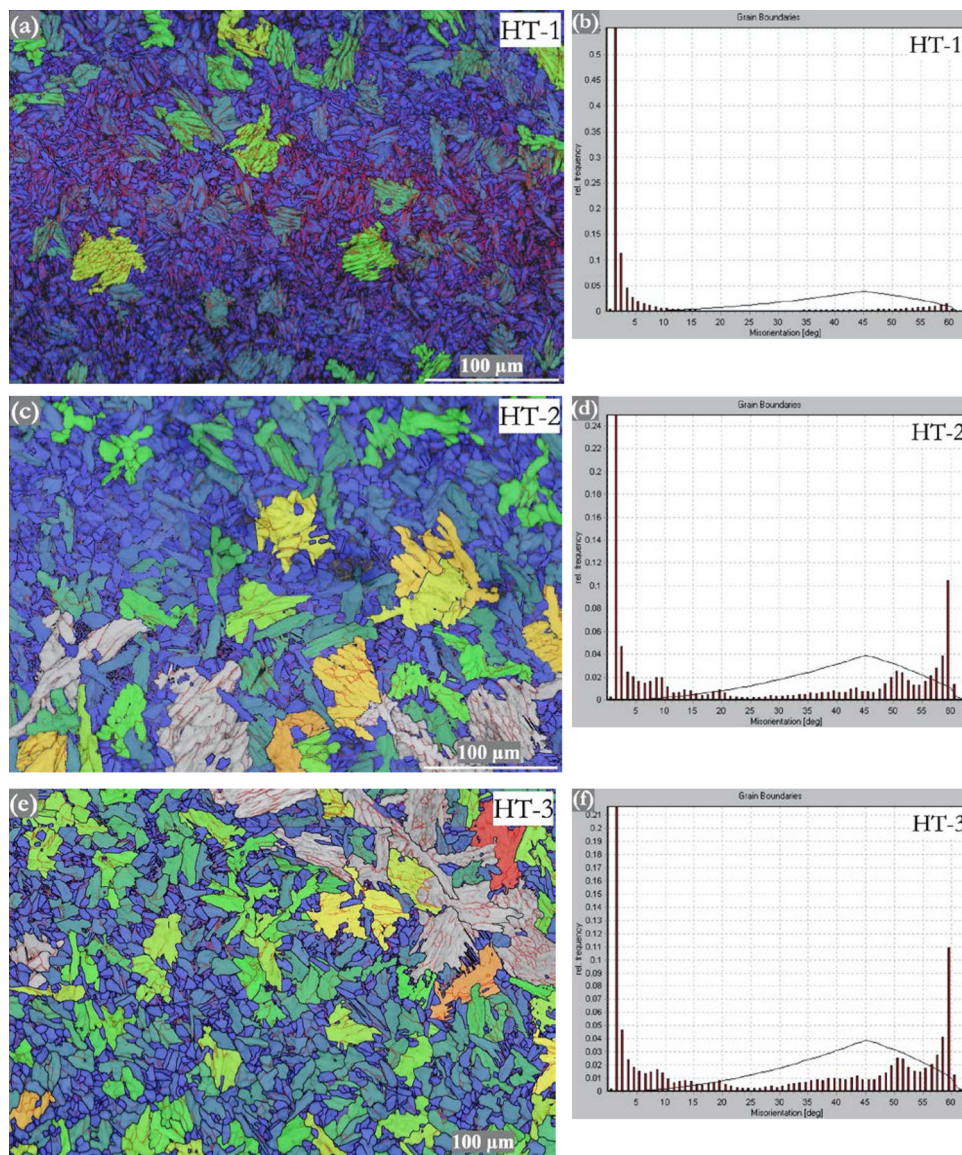 (a)
HT-1
100 µm
(b)
Grain Boundaries
HT-1
rel. frequency
0.5
0.45
0.4
0.35
0.3
0.25
0.2
0.15
0.1
0.05
0
5 10 15 20 25 30 35 40 45 50 55 60
Misorientation [deg]
(c)
HT-2
100 µm
(d)
Grain Boundaries
HT-2
rel. frequency
0.24
0.22
0.2
0.18
0.16
0.14
0.12
0.1
0.08
0.06
0.04
0.02
0
5 10 15 20 25 30 35 40 45 50 55 60
Misorientation [deg]
(e)
HT-3
100 µm
(f)
Grain Boundaries
HT-3
rel. frequency
0.21
0.2
0.19
0.18
0.17
0.16
0.15
0.14
0.13
0.12
0.11
0.1
0.09
0.08
0.07
0.06
0.05
0.04
0.03
0.02
0.01
0
5 10 15 20 25 30 35 40 45 50 55 60
Misorientation [deg]